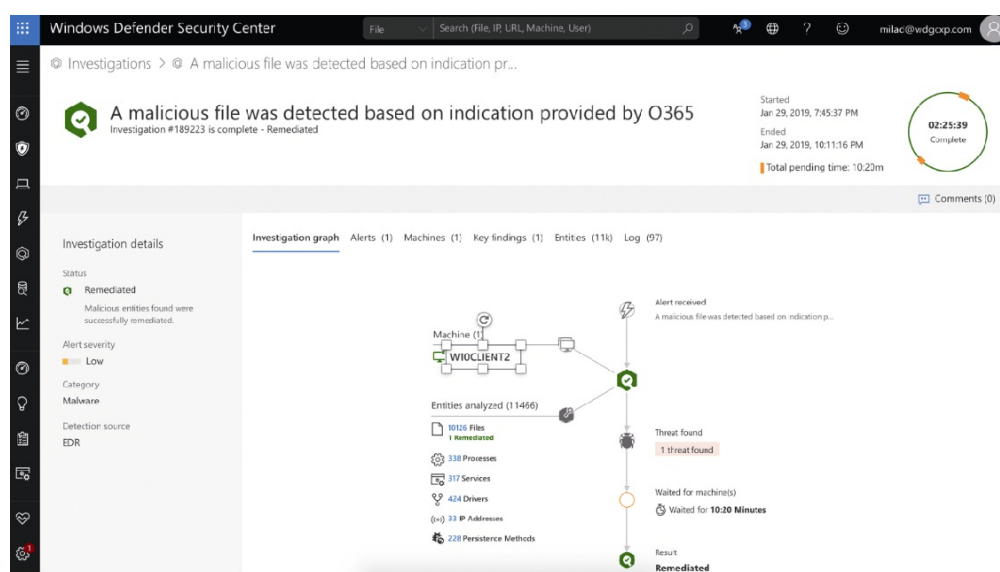 Windows Defender Security Center
File
Search (File, IP, URL, Machine, User)
3
?
milac@wdgcxp.com
Investigations > A malicious file was detected based on indication pr...
A malicious file was detected based on indication provided by O365
Investigation #189223 is complete - Remediated
Started
Jan 29, 2019, 7:45:37 PM
Ended
Jan 29, 2019, 10:11:16 PM
Total pending time: 10:20m
02:25:39
Complete
Comments (0)
Investigation details
Status
Remediated
Malicious entities found were
successfully remediated.
Alert severity
Low
Category
Malware
Detection source
EDR
Investigation graph Alerts (1) Machines (1) Key findings (1) Entities (11k) Log (97)
Alert received
A malicious file was detected based on indication p...
Machine (1)
W10CLIENT2
Entities analyzed (11466)
10126 Files
1 Remediated
338 Processes
317 Services
424 Drivers
33 IP Addresses
228 Persistence Methods
Threat found
1 threat found
Waited for machine(s)
Waited for 10:20 Minutes
Result
Remediated
1